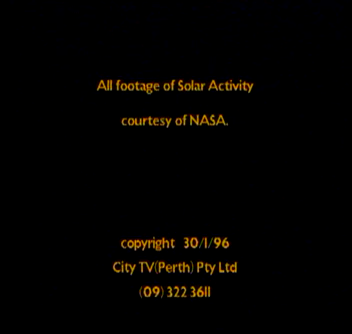 All footage of Solar Activity
courtesy of NASA.
copyright 30/1/96
City TV(Perth) Pty Ltd
(09) 322 3611